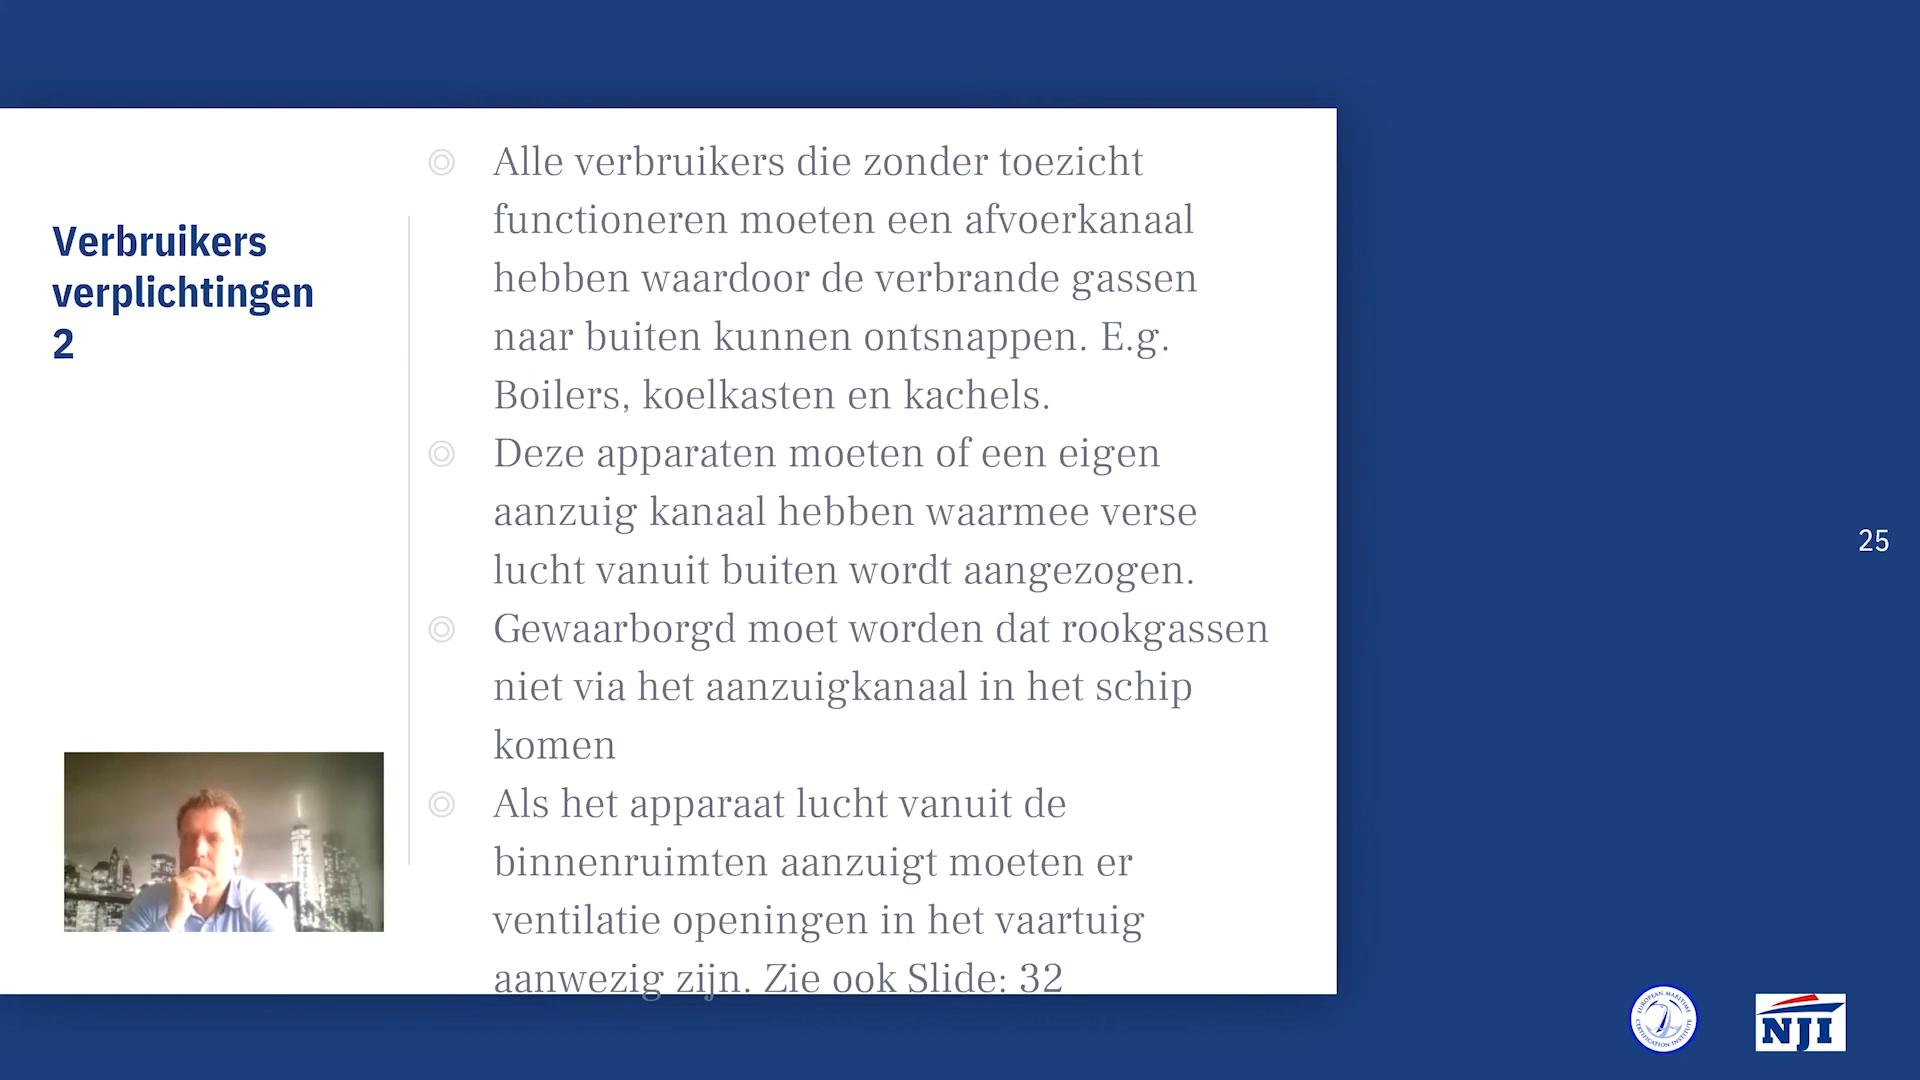 Verbruikers
verplichtingen
2
Alle verbruikers die zonder toezicht
functioneren moeten een afvoerkanaal
hebben waardoor de verbrande gassen
naar buiten kunnen ontsnappen. E.g.
Boilers, koelkasten en kachels.
Deze apparaten moeten of een eigen
aanzuig kanaal hebben waarmee verse
lucht vanuit buiten wordt aangezogen.
Gewaarborgd moet worden dat rookgassen
niet via het aanzuigkanaal in het schip
komen
Als het apparaat lucht vanuit de
binnenruimten aanzuigt moeten er
ventilatie openingen in het vaartuig
aanwezig zijn. Zie ook Slide: 32
25
EUROPEAN MARITIME
CERTIFICATION INSTITUTE
NJI